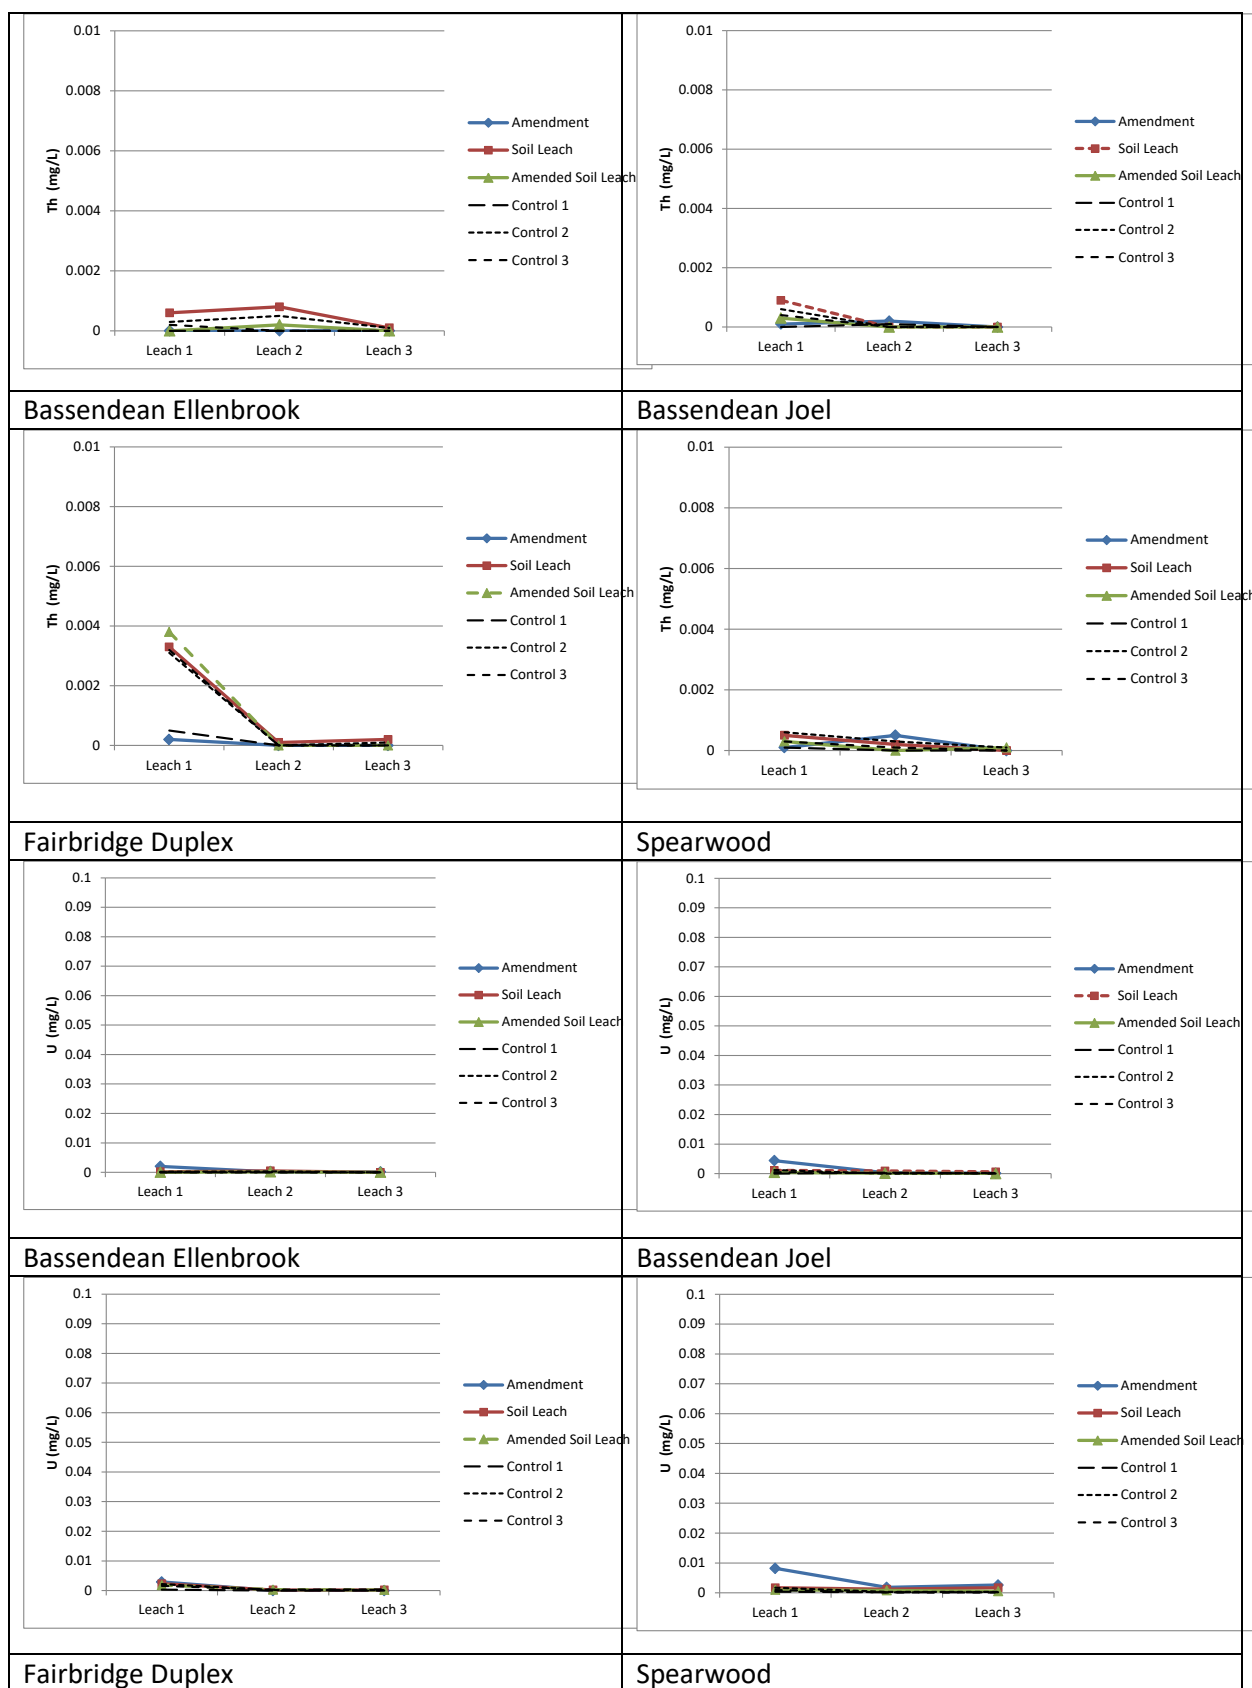 0.01
0.008
0.006
0.004
0.002
0
Th (mg/L)
Leach 1 Leach 2 Leach 3
Amendment
Soil Leach
Amended Soil Leach
Control 1
Control 2
Control 3
0.01
0.008
0.006
0.004
0.002
0
Th (mg/L)
Leach 1 Leach 2 Leach 3
Amendment
Soil Leach
Amended Soil Leach
Control 1
Control 2
Control 3
Bassendean Ellenbrook
Bassendean Joel
0.01
0.008
0.006
0.004
0.002
0
Th (mg/L)
Leach 1 Leach 2 Leach 3
Amendment
Soil Leach
Amended Soil Leach
Control 1
Control 2
Control 3
0.01
0.008
0.006
0.004
0.002
0
Th (mg/L)
Leach 1 Leach 2 Leach 3
Amendment
Soil Leach
Amended Soil Leach
Control 1
Control 2
Control 3
Fairbridge Duplex
Spearwood
0.1
0.09
0.08
0.07
0.06
0.05
0.04
0.03
0.02
0.01
0
U (mg/L)
Leach 1 Leach 2 Leach 3
Amendment
Soil Leach
Amended Soil Leach
Control 1
Control 2
Control 3
0.1
0.09
0.08
0.07
0.06
0.05
0.04
0.03
0.02
0.01
0
U (mg/L)
Leach 1 Leach 2 Leach 3
Amendment
Soil Leach
Amended Soil Leach
Control 1
Control 2
Control 3
Bassendean Ellenbrook
Bassendean Joel
0.1
0.09
0.08
0.07
0.06
0.05
0.04
0.03
0.02
0.01
0
U (mg/L)
Leach 1 Leach 2 Leach 3
Amendment
Soil Leach
Amended Soil Leach
Control 1
Control 2
Control 3
0.1
0.09
0.08
0.07
0.06
0.05
0.04
0.03
0.02
0.01
0
U (mg/L)
Leach 1 Leach 2 Leach 3
Amendment
Soil Leach
Amended Soil Leach
Control 1
Control 2
Control 3
Fairbridge Duplex
Spearwood